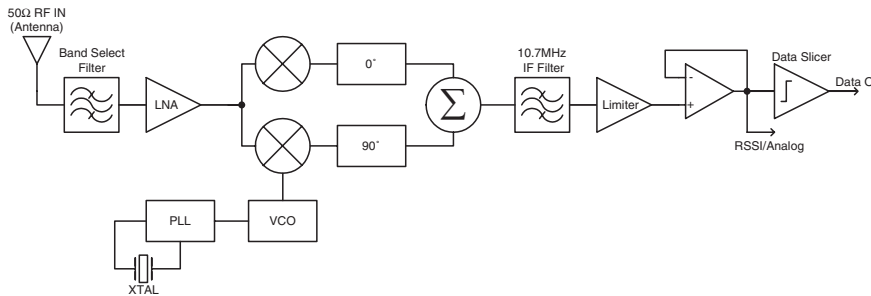 50Ω RF IN
(Antenna)
Band Select
Filter
LNA
0°
90°
Σ
10.7MHz
IF Filter
Limiter
-
+
Data Slicer
Data O
RSSI/Analog
PLL
VCO
XTAL